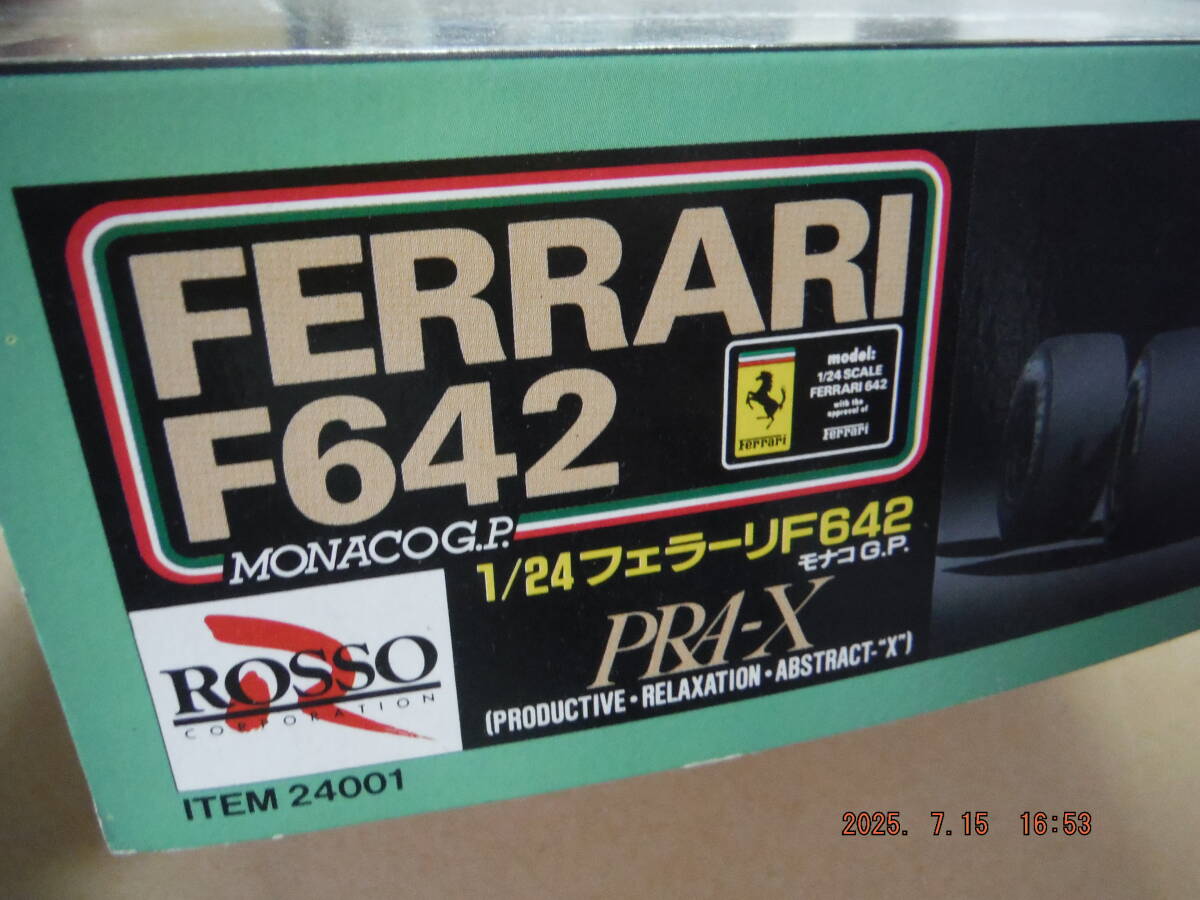 FERRARI
F642
MONACO G.P.
model:
1/24 SCALE
FERRARI 642
with the
approval of
Ferrari
Ferrari
1/24フェラーリF642
モナコ G.P.
PRA-X
(PRODUCTIVE・RELAXATION・ABSTRACT-“X”)
ROSSO
CORPORATION
ITEM 24001
2025. 7.15 16:53